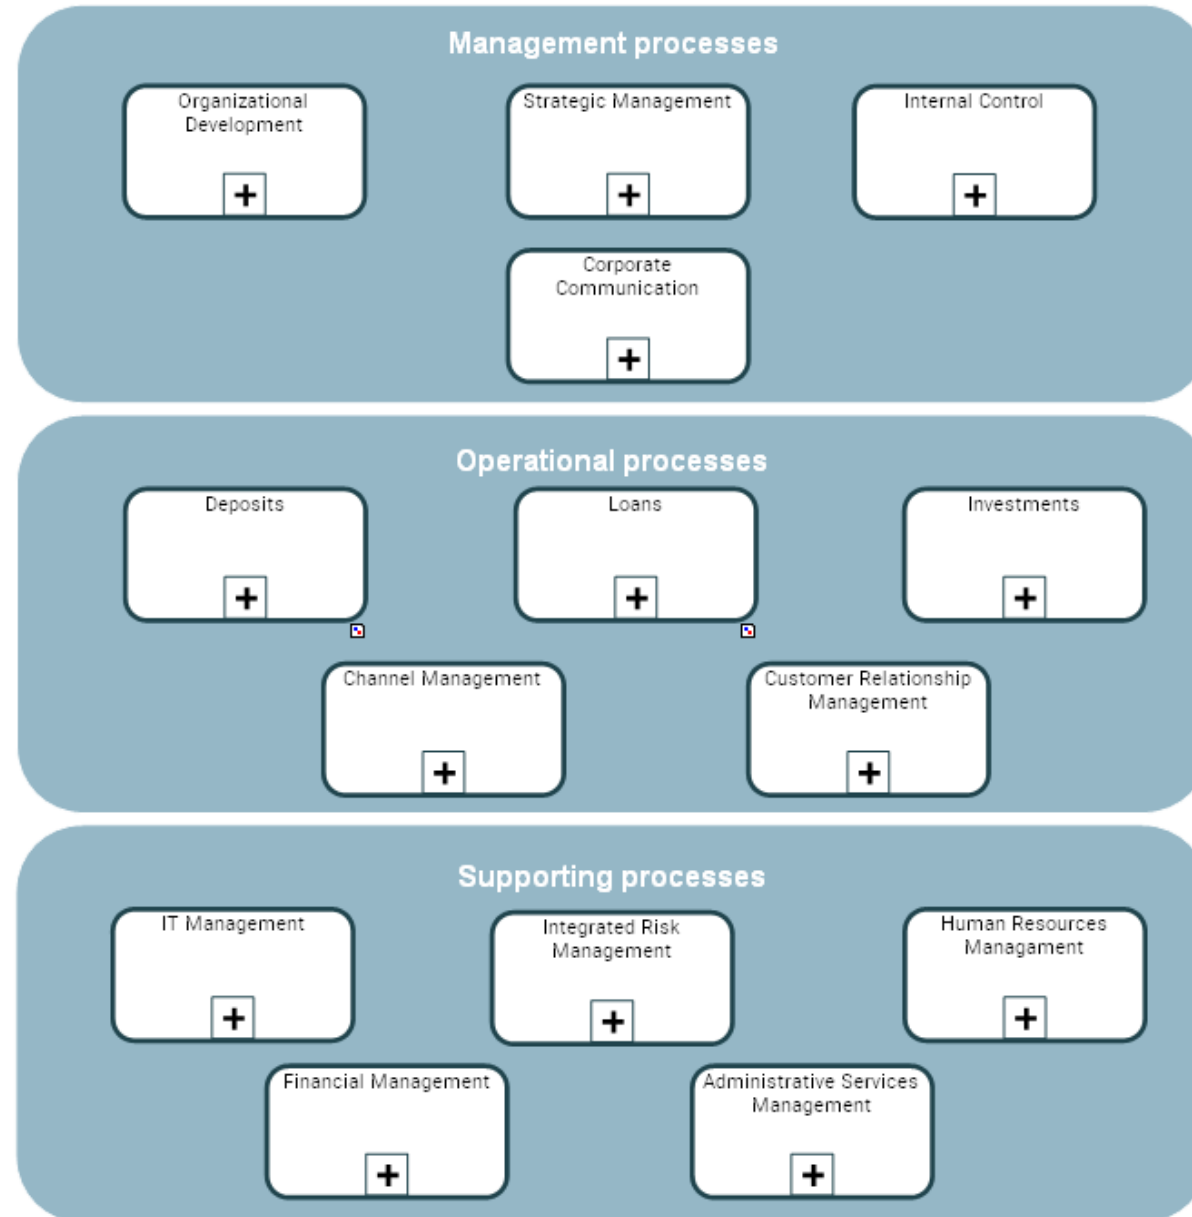 Management processes
Organizational
Development
Strategic Management
Internal Control
Corporate
Communication
Operational processes
Deposits
Loans
Investments
Channel Management
Customer Relationship
Management
Supporting processes
IT Management
Integrated Risk
Management
Human Resources
Managament
Financial Management
Administrative Services
Management